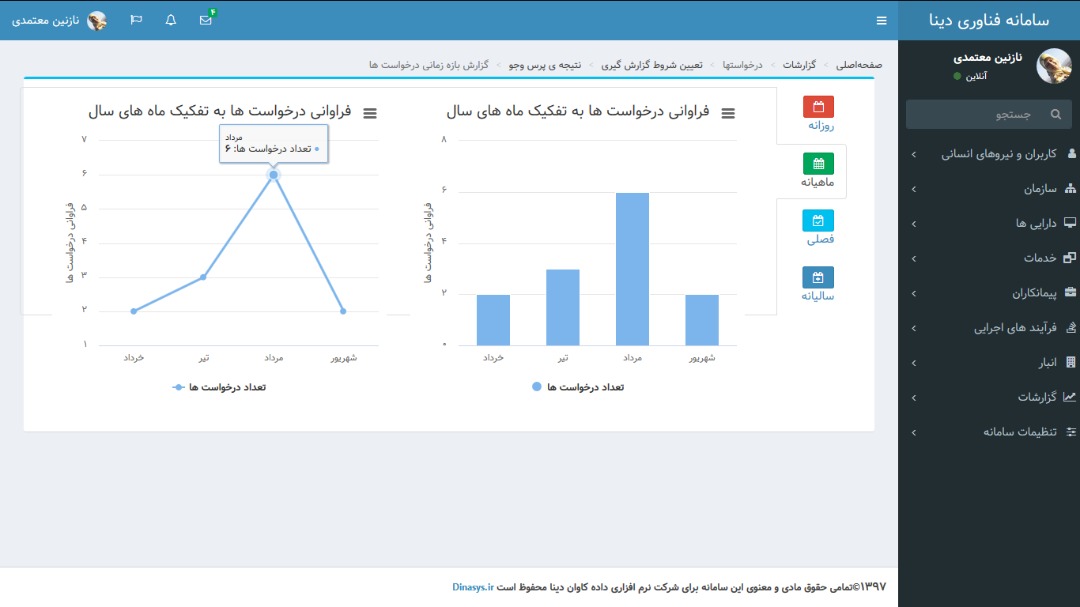 سامانه فناوری دینا
۴
نازنین معتمدی
نازنین معتمدی
آنلاین
جستجو
کاربران و نیروهای انسانی
سازمان
دارایی ها
خدمات
پیمانکاران
فرآیند های اجرایی
انبار
گزارشات
تنظیمات سامانه
صفحه‌اصلی > گزارشات > درخواستها > تعیین شروط گزارش گیری > نتیجه ی پرس وجو > گزارش بازه زمانی درخواست ها
روزانه
ماهیانه
فصلی
سالیانه
فراوانی درخواست ها به تفکیک ماه های سال
فراوانی درخواست ها
۸
۶
۴
۲
۰
خرداد تیر مرداد شهریور
تعداد درخواست ها
فراوانی درخواست ها به تفکیک ماه های سال
مرداد
● تعداد درخواست ها: ۶
فراوانی درخواست ها
۷
۶
۵
۴
۳
۲
۱
خرداد تیر مرداد شهریور
تعداد درخواست ها
۱۳۹۷©تمامی حقوق مادی و معنوی این سامانه برای شرکت نرم افزاری داده کاوان دینا محفوظ است Dinasys.ir